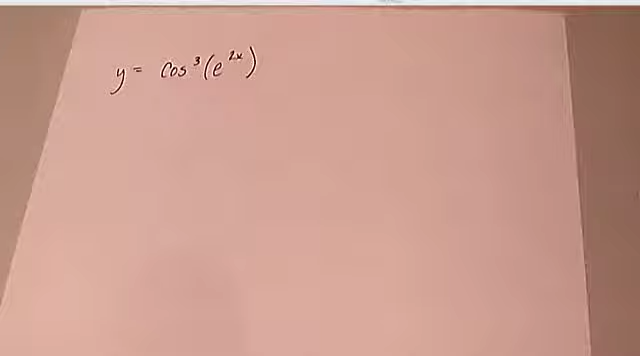 y = cos³(e²ˣ)